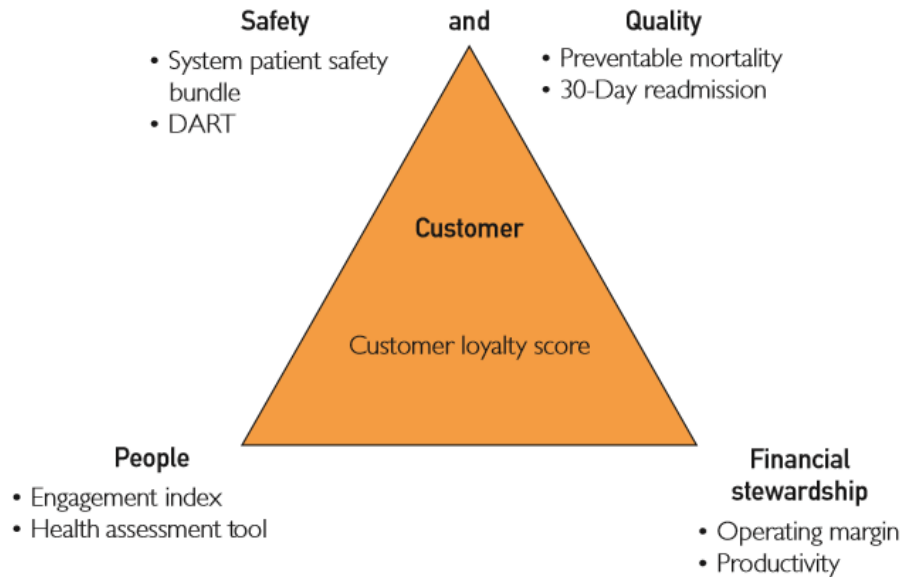 Safety and Quality
• System patient safety
bundle
• DART
• Preventable mortality
• 30-Day readmission
Customer
Customer loyalty score
People
• Engagement index
• Health assessment tool
Financial
stewardship
• Operating margin
• Productivity